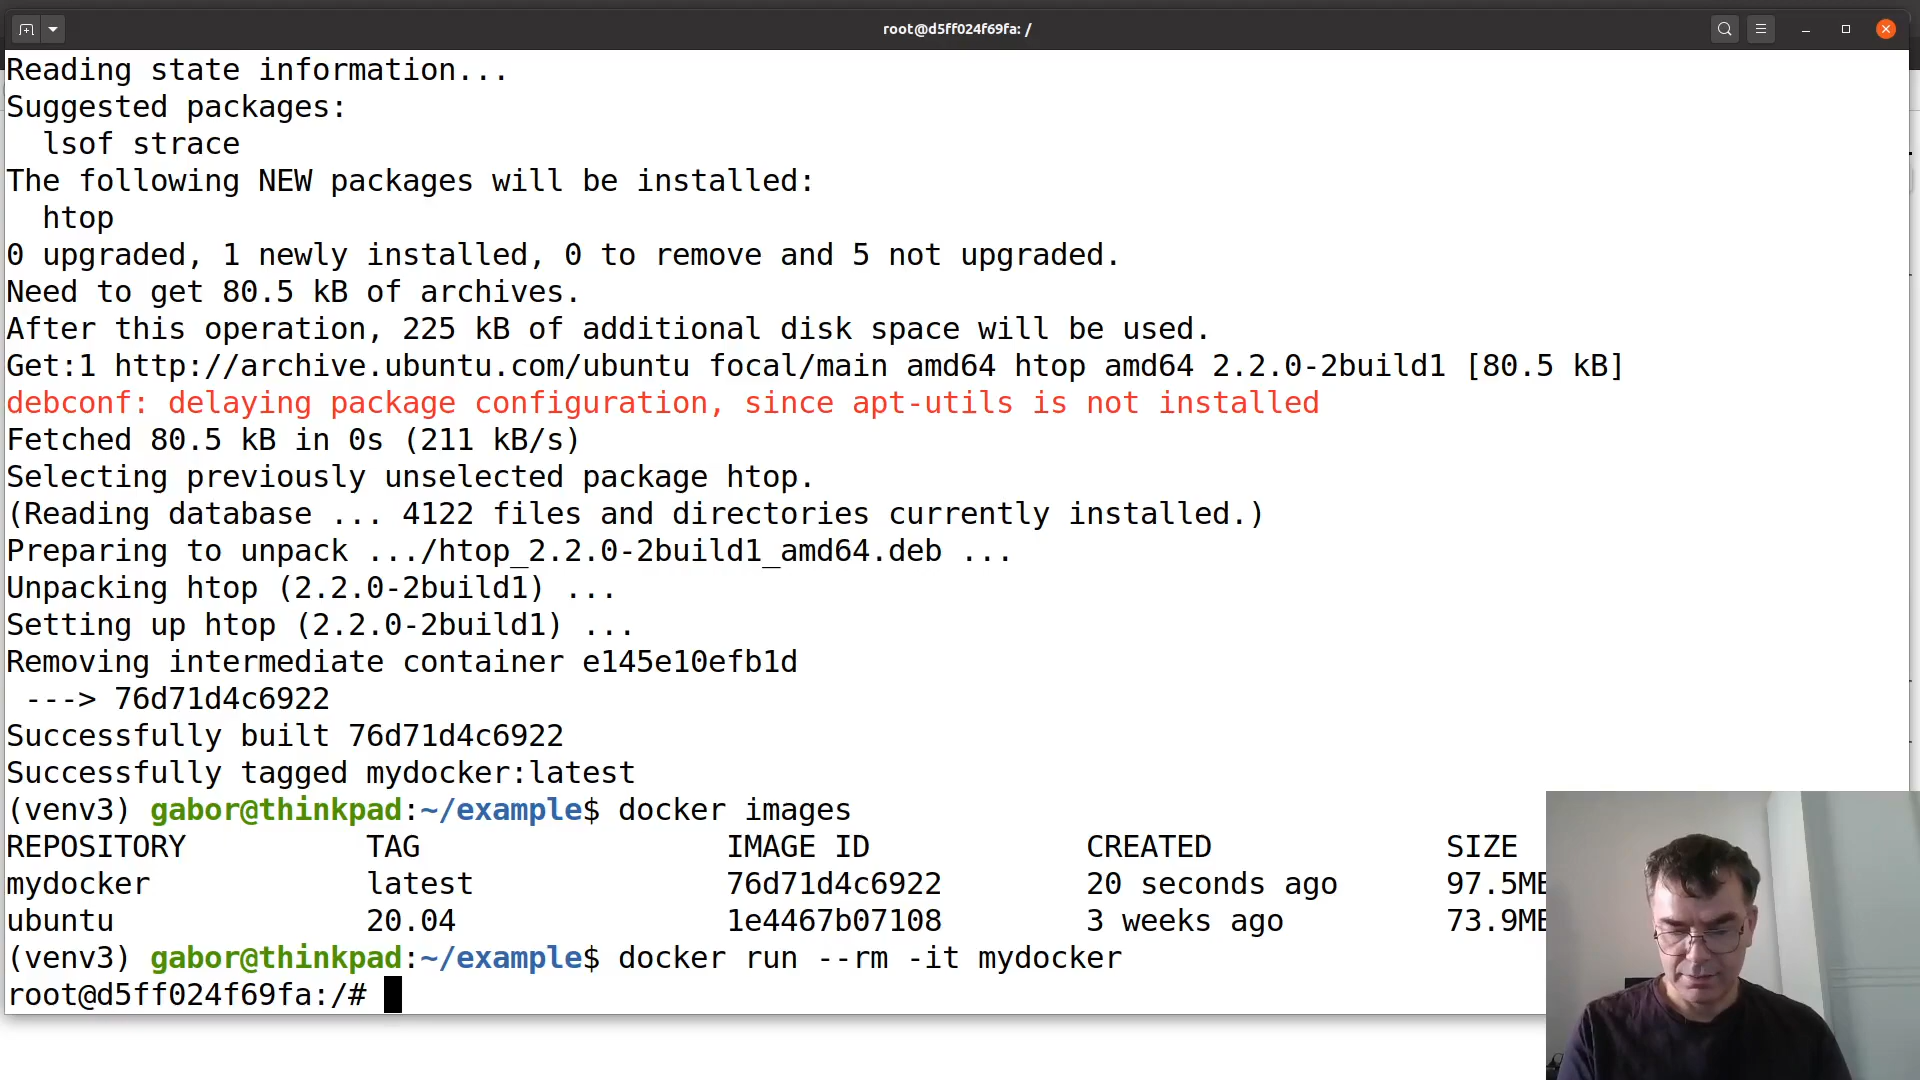 root@d5ff024f69fa: /
Reading state information...
Suggested packages:
  lsof strace
The following NEW packages will be installed:
  htop
0 upgraded, 1 newly installed, 0 to remove and 5 not upgraded.
Need to get 80.5 kB of archives.
After this operation, 225 kB of additional disk space will be used.
Get:1 http://archive.ubuntu.com/ubuntu focal/main amd64 htop amd64 2.2.0-2build1 [80.5 kB]
debconf: delaying package configuration, since apt-utils is not installed
Fetched 80.5 kB in 0s (211 kB/s)
Selecting previously unselected package htop.
(Reading database ... 4122 files and directories currently installed.)
Preparing to unpack .../htop_2.2.0-2build1_amd64.deb ...
Unpacking htop (2.2.0-2build1) ...
Setting up htop (2.2.0-2build1) ...
Removing intermediate container e145e10efb1d
 ---> 76d71d4c6922
Successfully built 76d71d4c6922
Successfully tagged mydocker:latest
(venv3) gabor@thinkpad:~/example$ docker images
REPOSITORY          TAG                 IMAGE ID            CREATED             SIZE
mydocker            latest              76d71d4c6922        20 seconds ago      97.5MB
ubuntu              20.04               1e4467b07108        3 weeks ago         73.9MB
(venv3) gabor@thinkpad:~/example$ docker run --rm -it mydocker
root@d5ff024f69fa:/#